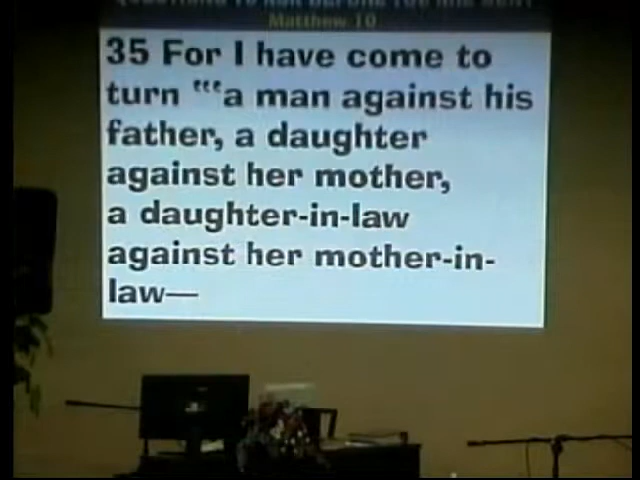 Matthew 10
35 For I have come to
turn “‘“a man against his
father, a daughter
against her mother,
a daughter-in-law
against her mother-in-
law—